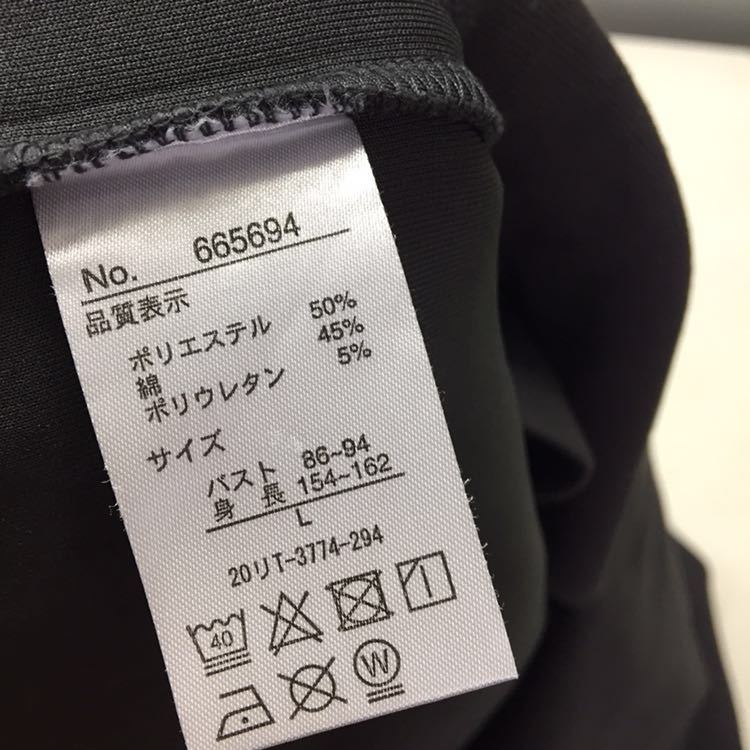 No. 665694
品質表示
ポリエステル 50%
綿 45%
ポリウレタン 5%
サイズ
バスト 86~94
身長 154~162
L
20リT-3774-294
40
W